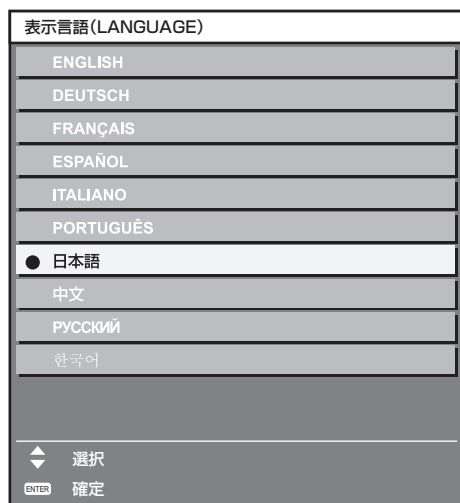 表示言語(LANGUAGE)
ENGLISH
DEUTSCH
FRANÇAIS
ESPAÑOL
ITALIANO
PORTUGUÊS
日本語
中文
РУССКИЙ
한국어
選択
ENTER 確定